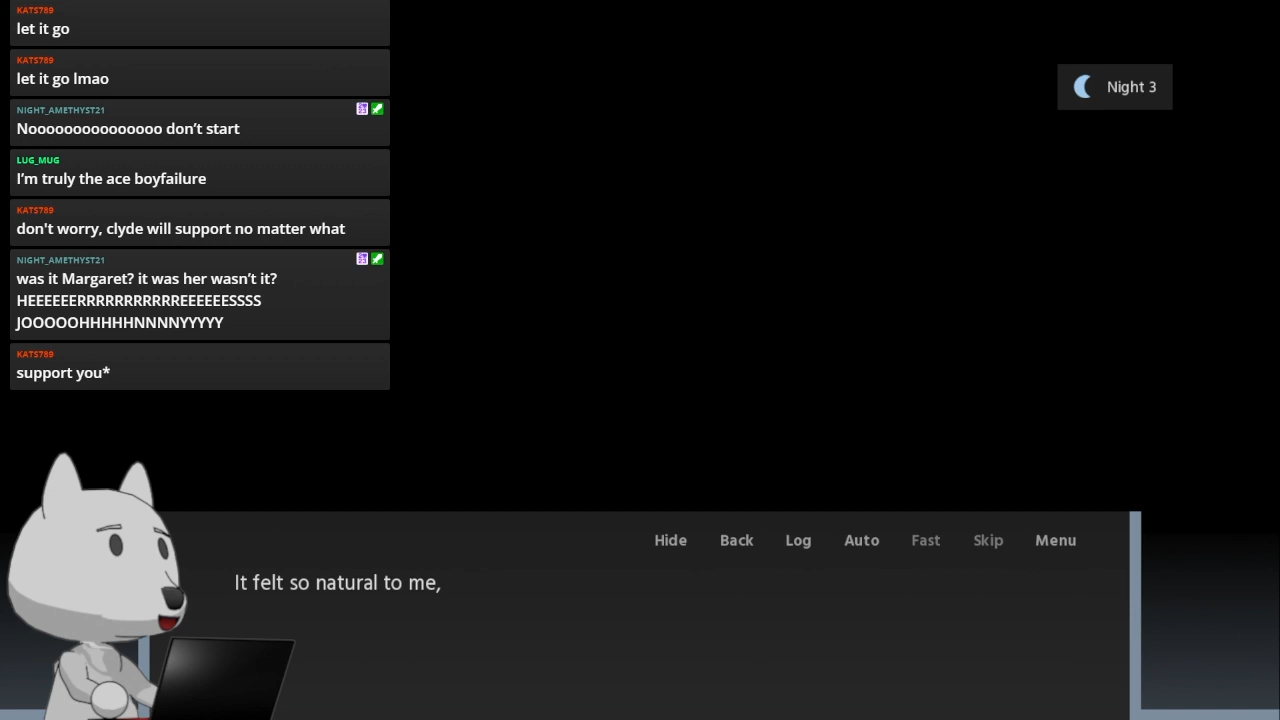 KATS789
let it go
KATS789
let it go lmao
NIGHT_AMETHYST21
Nooooooooooooooo don’t start
LUG_MUG
I’m truly the ace boyfailure
KATS789
don't worry, clyde will support no matter what
NIGHT_AMETHYST21
was it Margaret? it was her wasn’t it?
HEEEEEERRRRRRRRRRREEEEEESSSS
JOOOOOHHHHHNNNNYYYYY
KATS789
support you*
Night 3
Hide Back Log Auto Fast Skip Menu
It felt so natural to me,